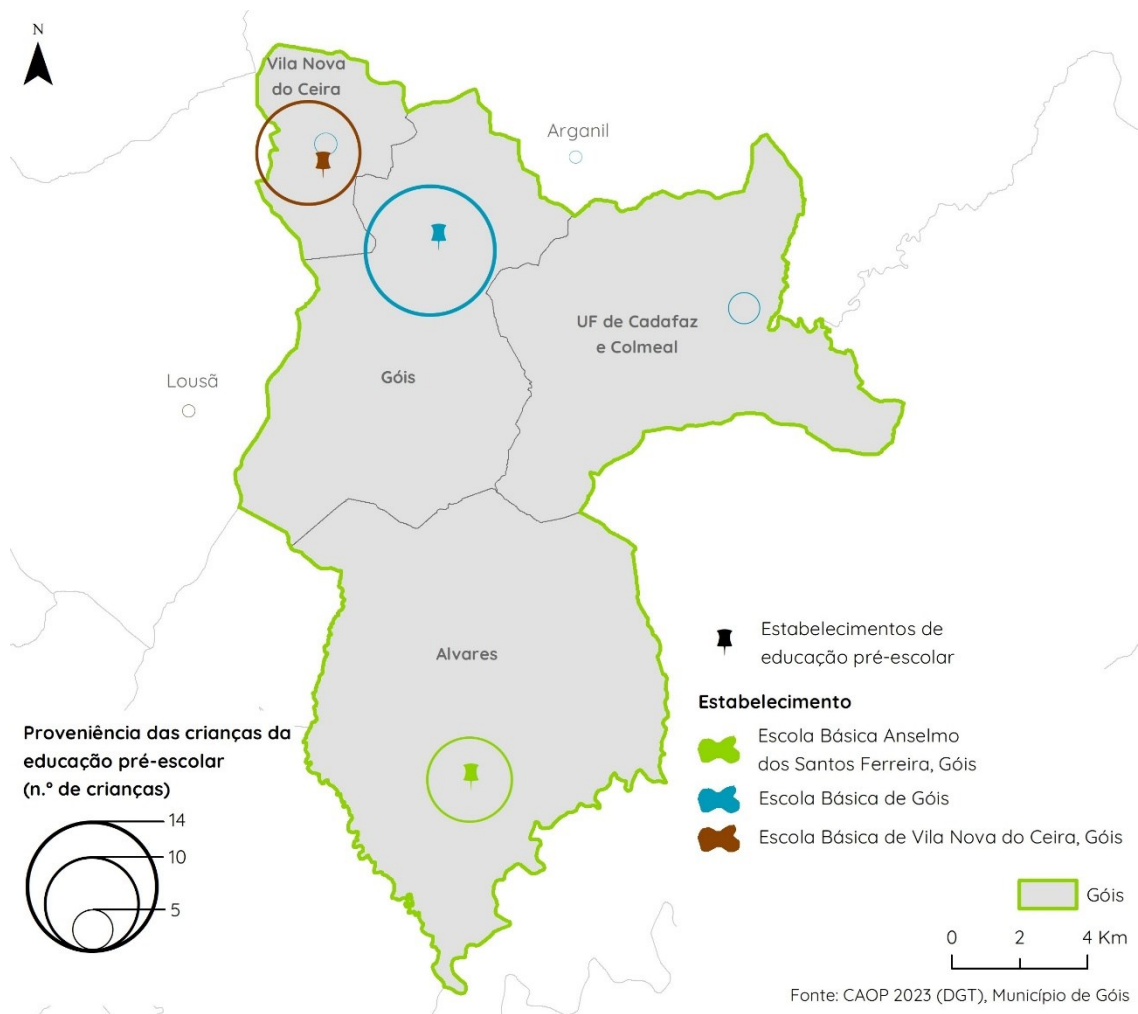 N
Vila Nova
do Ceira
Arganil
UF de Cadafaz
e Colmeal
Góis
Lousã
Alvares
Estabelecimentos de
educação pré-escolar
Estabelecimento
Escola Básica Anselmo
dos Santos Ferreira, Góis
Escola Básica de Góis
Escola Básica de Vila Nova do Ceira, Góis
Proveniência das crianças da
educação pré-escolar
(n.º de crianças)
14
10
5
Góis
0 2 4 Km
Fonte: CAOP 2023 (DGT), Município de Góis